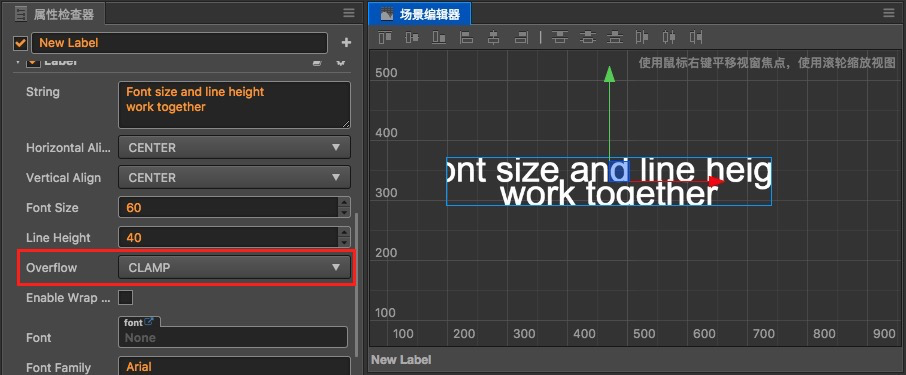 属性检查器
New Label
Label
String
Font size and line height
work together
Horizontal Ali...
CENTER
Vertical Align
CENTER
Font Size
60
Line Height
40
Overflow
CLAMP
Enable Wrap ...
font
Font
None
Font Family
Arial
场景编辑器
使用鼠标右键平移视窗焦点，使用滚轮缩放视图
500
400
300
200
100
ont size and line heig
work together
100
200
300
400
500
600
700
800
900
New Label